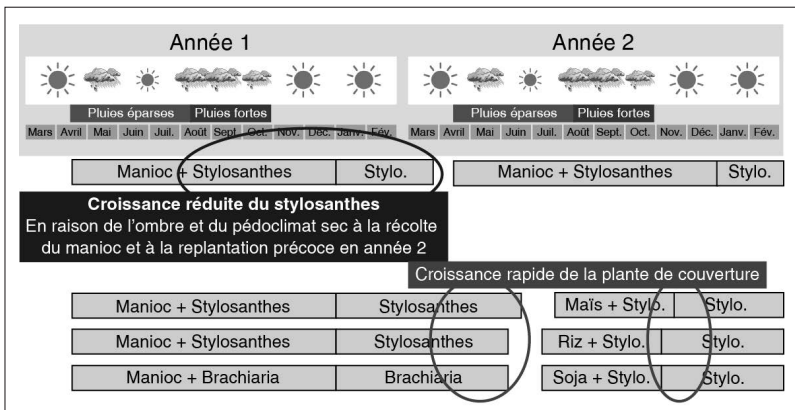 Année 1 Année 2
Pluies éparses Pluies fortes Pluies éparses Pluies fortes
Mars Avril Mai Juin Juil. Août Sept. Oct. Nov. Déc. Janv. Fév. Mars Avril Mai Juin Juil. Août Sept. Oct. Nov. Déc. Janv. Fév.
Manioc + Stylosanthes Stylo. Manioc + Stylosanthes Stylo.
Croissance réduite du stylosanthes
En raison de l'ombre et du pédoclimat sec à la récolte
du manioc et à la replantation précoce en année 2
Croissance rapide de la plante de couverture
Manioc + Stylosanthes Stylosanthes Maïs + Stylo. Stylo.
Manioc + Stylosanthes Stylosanthes Riz + Stylo. Stylo.
Manioc + Brachiaria Brachiaria Soja + Stylo. Stylo.